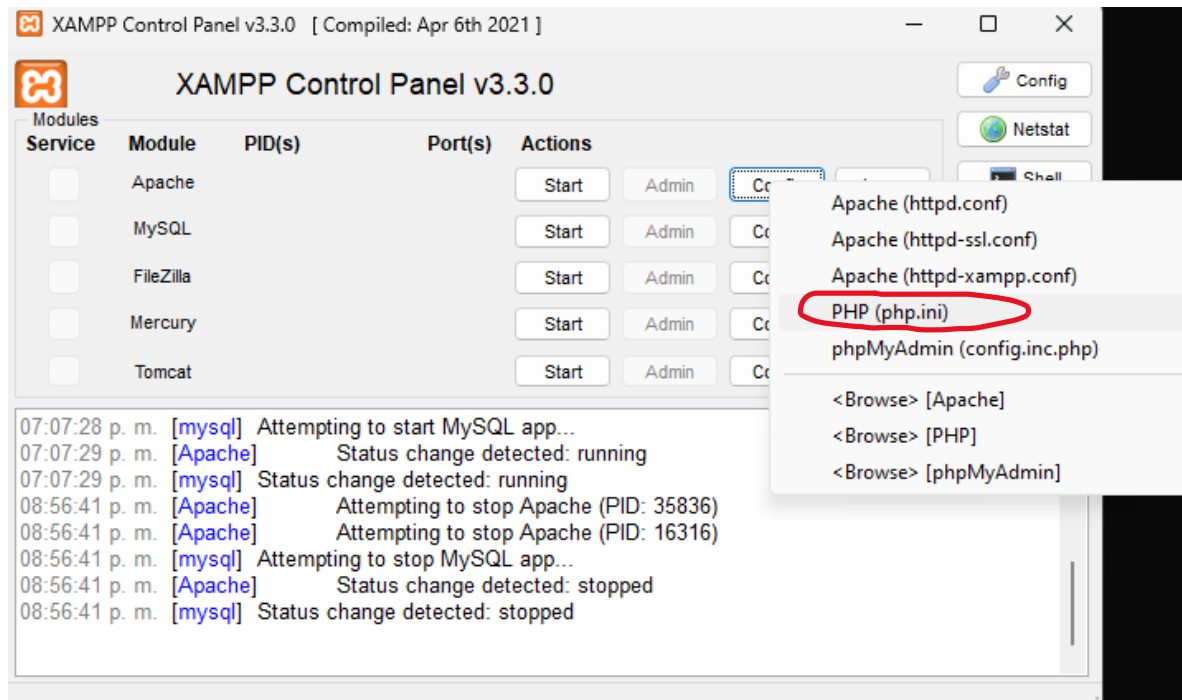 XAMPP Control Panel v3.3.0 [ Compiled: Apr 6th 2021 ]
XAMPP Control Panel v3.3.0
Config
Netstat
Shell
Modules
Service Module PID(s) Port(s) Actions
Apache Start Admin
MySQL Start Admin
FileZilla Start Admin
Mercury Start Admin
Tomcat Start Admin
Apache (httpd.conf)
Apache (httpd-ssl.conf)
Apache (httpd-xampp.conf)
PHP (php.ini)
phpMyAdmin (config.inc.php)
<Browse> [Apache]
<Browse> [PHP]
<Browse> [phpMyAdmin]
07:07:28 p. m. [mysql] Attempting to start MySQL app...
07:07:29 p. m. [Apache] Status change detected: running
07:07:29 p. m. [mysql] Status change detected: running
08:56:41 p. m. [Apache] Attempting to stop Apache (PID: 35836)
08:56:41 p. m. [Apache] Attempting to stop Apache (PID: 16316)
08:56:41 p. m. [mysql] Attempting to stop MySQL app...
08:56:41 p. m. [Apache] Status change detected: stopped
08:56:41 p. m. [mysql] Status change detected: stopped